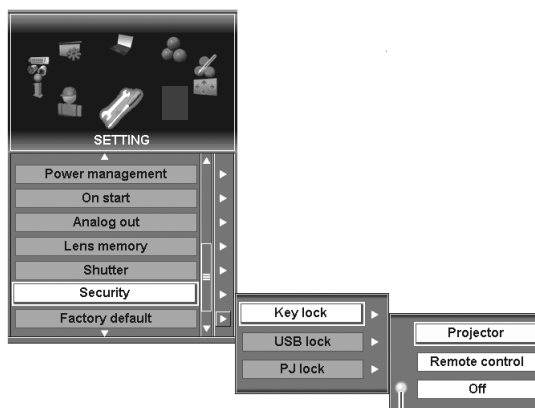 SETTING
Power management
On start
Analog out
Lens memory
Shutter
Security
Factory default
Key lock
USB lock
PJ lock
Projector
Remote control
Off